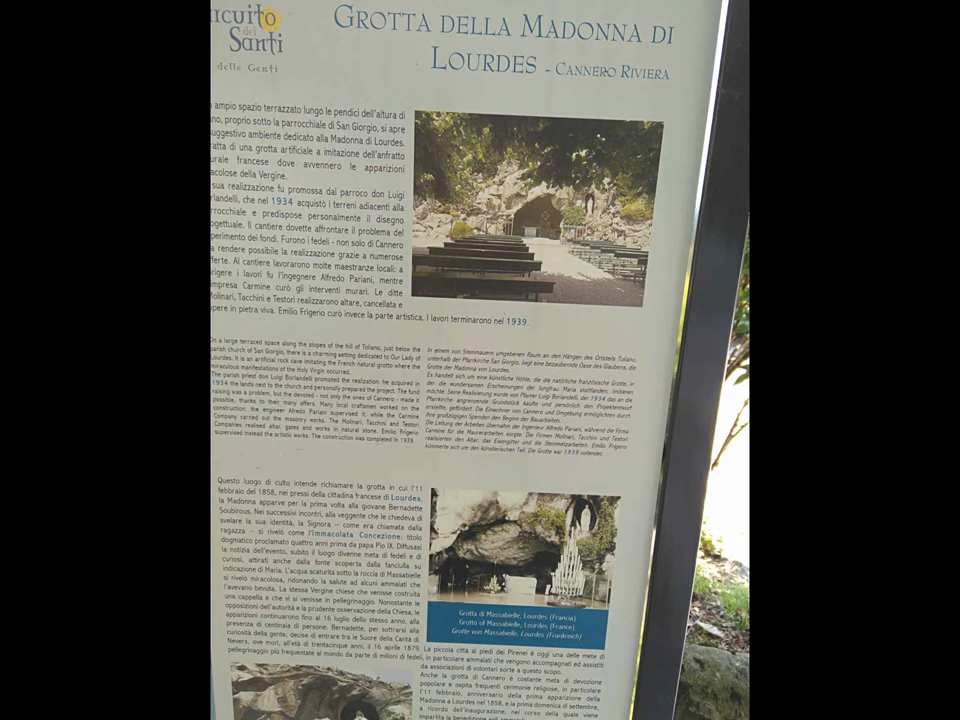 rcuito
dei
Santi
delle Genti
GROTTA DELLA MADONNA DI
LOURDES - CANNERO RIVIERA
ampio spazio terrazzato lungo le pendici dell'altura di
no, proprio sotto la parrocchiale di San Giorgio, si apre
uggestivo ambiente dedicato alla Madonna di Lourdes.
ratta di una grotta artificiale a imitazione dell'anfratto
urale francese dove avvennero le apparizioni
acolose della Vergine.
sua realizzazione fu promossa dal parroco don Luigi
rlandelli, che nel 1934 acquistò i terreni adiacenti alla
rrocchiale e predispose personalmente il disegno
ogettuale. Il cantiere dovette affrontare il problema del
perimento dei fondi. Furono i fedeli - non solo di Cannero
a rendere possibile la realizzazione grazie a numerose
ferte. Al cantiere lavorarono molte maestranze locali: a
irigere i lavori fu l'ingegnere Alfredo Pariani, mentre
mpresa Carmine curò gli interventi murari. Le ditte
Molinari, Tacchini e Testori realizzarono altare, cancellata e
opere in pietra viva. Emilio Frigerio curò invece la parte artistica. I lavori terminarono nel 1939.
On a large terraced space along the slopes of the hill of Toliano, just below the
parish church of San Giorgio, there is a charming setting dedicated to Our Lady of
Lourdes. It is an artificial rock cave imitating the French natural grotto where the
miraculous manifestations of the Holy Virgin occurred.
The parish priest don Luigi Borlandelli promoted the realization: he acquired in
1934 the lands next to the church and personally prepared the project. The fund
raising was a problem, but the devoted - not only the ones of Cannero - made it
possible, thanks to their many offers. Many local craftsmen worked on the
construction: the engineer Alfredo Pariani supervised it, while the Carmine
Company carried out the masonry works. The Molinari, Tacchini and Testori
Companies realised altar, gates and works in natural stone. Emilio Frigerio
supervised instead the artistic works. The construction was completed in 1939.
In einem von Steinmauern umgebenen Raum an den Hängen des Ortsteils Toliano,
unterhalb der Pfarrkirche San Giorgio, liegt eine bezaubernde Oase des Glaubens, die
Grotte der Madonna von Lourdes.
Es handelt sich um eine künstliche Höhle, die die natürliche französische Grotte, in
der die wundersamen Erscheinungen der Jungfrau Maria stattfanden, imitieren
möchte. Seine Realisierung wurde von Pfarrer Luigi Borlandelli, der 1934 das an die
Pfarrkirche angrenzende Grundstück kaufte und persönlich den Projektentwurf
erstellte, gefördert. Die Einwohner von Cannero und Umgebung ermöglichten durch
ihre großzügigen Spenden den Beginn der Bauarbeiten.
Die Leitung der Arbeiten übernahm der Ingenieur Alfredo Pariani, während die Firma
Carmine für die Maurerarbeiten sorgte. Die Firmen Molinari, Tacchini und Testori
realisierten den Altar, das Eisengitter und die Steinmetzarbeiten. Emilio Frigerio
kümmerte sich um den künstlerischen Teil. Die Grotte war 1939 vollendet.
Questo luogo di culto intende richiamare la grotta in cui l'11
febbraio del 1858, nei pressi della cittadina francese di Lourdes,
la Madonna apparve per la prima volta alla giovane Bernadette
Soubirous. Nei successivi incontri, alla veggente che le chiedeva di
svelare la sua identità, la Signora – come era chiamata dalla
ragazza – si rivelò come l'Immacolata Concezione: titolo
dogmatico proclamato quattro anni prima da papa Pio IX. Diffusasi
la notizia dell'evento, subito il luogo divenne meta di fedeli e di
curiosi, attirati anche dalla fonte scoperta dalla fanciulla su
indicazione di Maria. L'acqua scaturita sotto la roccia di Massabielle
si rivelò miracolosa, ridonando la salute ad alcuni ammalati che
l'avevano bevuta. La stessa Vergine chiese che venisse costruita
una cappella e che vi si venisse in pellegrinaggio. Nonostante le
opposizioni dell'autorità e la prudente osservazione della Chiesa, le
apparizioni continuarono fino al 16 luglio dello stesso anno, alla
presenza di centinaia di persone. Bernadette, per sottrarsi alla
curiosità della gente, decise di entrare tra le Suore della Carità di
Nevers, ove morì, all'età di trentacinque anni, il 16 aprile 1879. La piccola città ai piedi dei Pirenei è oggi una delle mete di
pellegrinaggio più frequentate al mondo da parte di milioni di fedeli, in particolare ammalati che vengono accompagnati ed assistiti
da associazioni di volontari sorte a questo scopo.
Anche la grotta di Cannero è costante meta di devozione
popolare e ospita frequenti cerimonie religiose, in particolare
l'11 febbraio, anniversario della prima apparizione della
Madonna a Lourdes nel 1858, e la prima domenica di settembre,
a ricordo dell'inaugurazione, nel corso della quale viene
impartita la benedizione agli
Grotta di Massabielle, Lourdes (Francia)
Grotto of Massabielle, Lourdes (France)
Grotte von Massabielle, Lourdes (Frankreich)